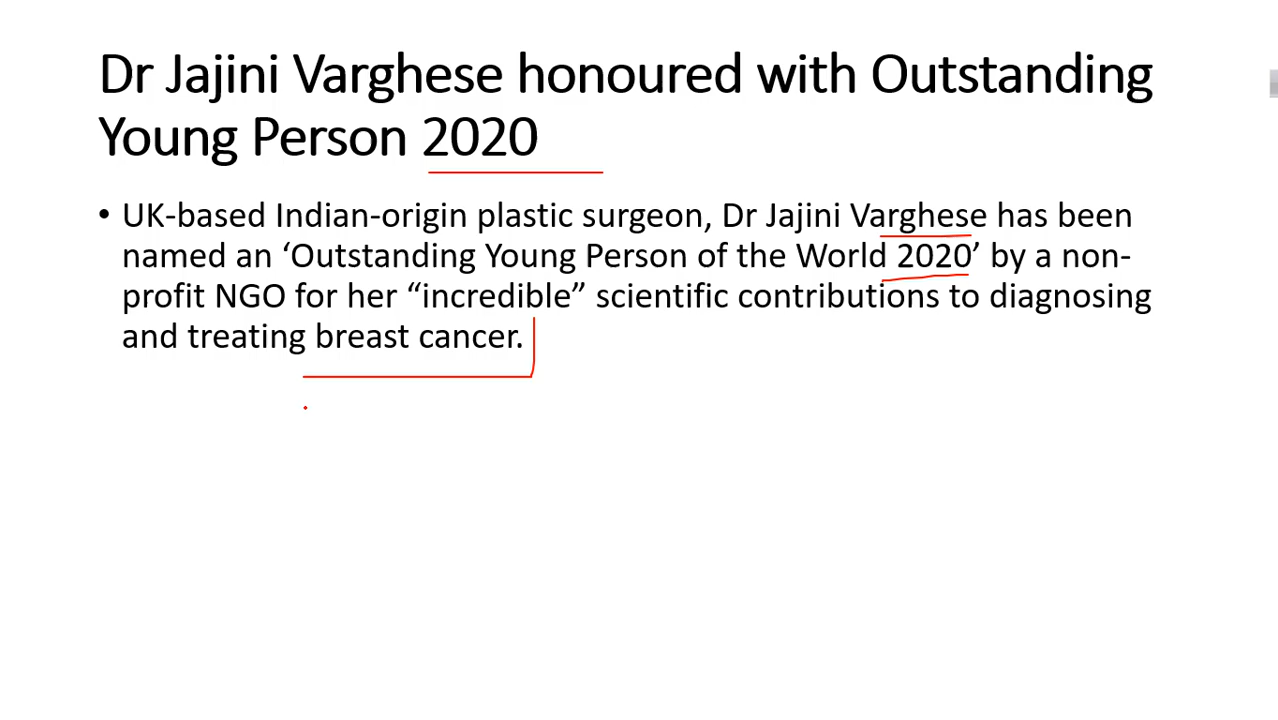 Dr Jajini Varghese honoured with Outstanding
Young Person 2020
• UK-based Indian-origin plastic surgeon, Dr Jajini Varghese has been
named an ‘Outstanding Young Person of the World 2020’ by a non-
profit NGO for her “incredible” scientific contributions to diagnosing
and treating breast cancer.